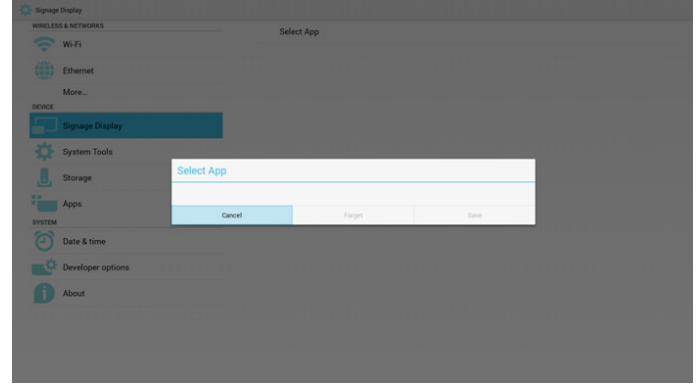 Signage Display
WIRELESS & NETWORKS
Wi-Fi
Ethernet
More...
DEVICE
Signage Display
System Tools
Storage
Apps
SYSTEM
Date & time
Developer options
About
Select App
Select App
Cancel
Forget
Save